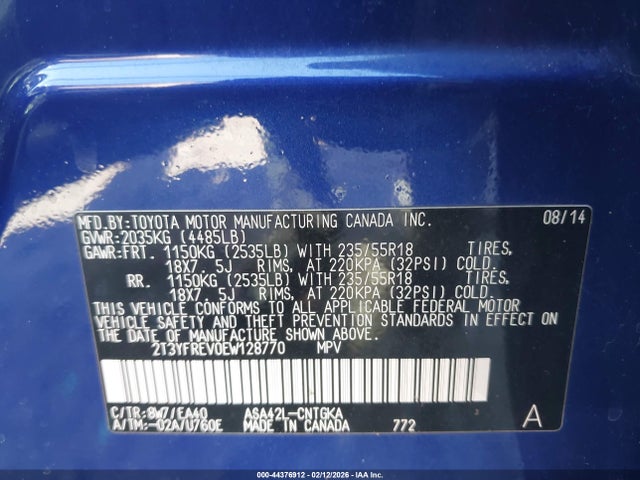 MFD.BY:TOYOTA MOTOR MANUFACTURING CANADA INC. 08/14
GVWR:2035KG (4485LB)
GAWR:FRT. 1150KG (2535LB) WITH 235/55R18 TIRES,
18X7.5J RIMS, AT 220KPA (32PSI) COLD.
RR. 1150KG (2535LB) WITH 235/55R18 TIRES,
18X7.5J RIMS, AT 220KPA (32PSI) COLD.
THIS VEHICLE CONFORMS TO ALL APPLICABLE FEDERAL MOTOR
VEHICLE SAFETY AND THEFT PREVENTION STANDARDS IN EFFECT ON
THE DATE OF MANUFACTURE SHOWN ABOVE.
2T3YFREV0EW128770 MPV
C/TR:8W7/EA40 ASA42L-CNTGKA A
A/TM:-02A/U760E MADE IN CANADA 772
000-44376912 - 02/12/2026 - IAA Holdings, LLC.